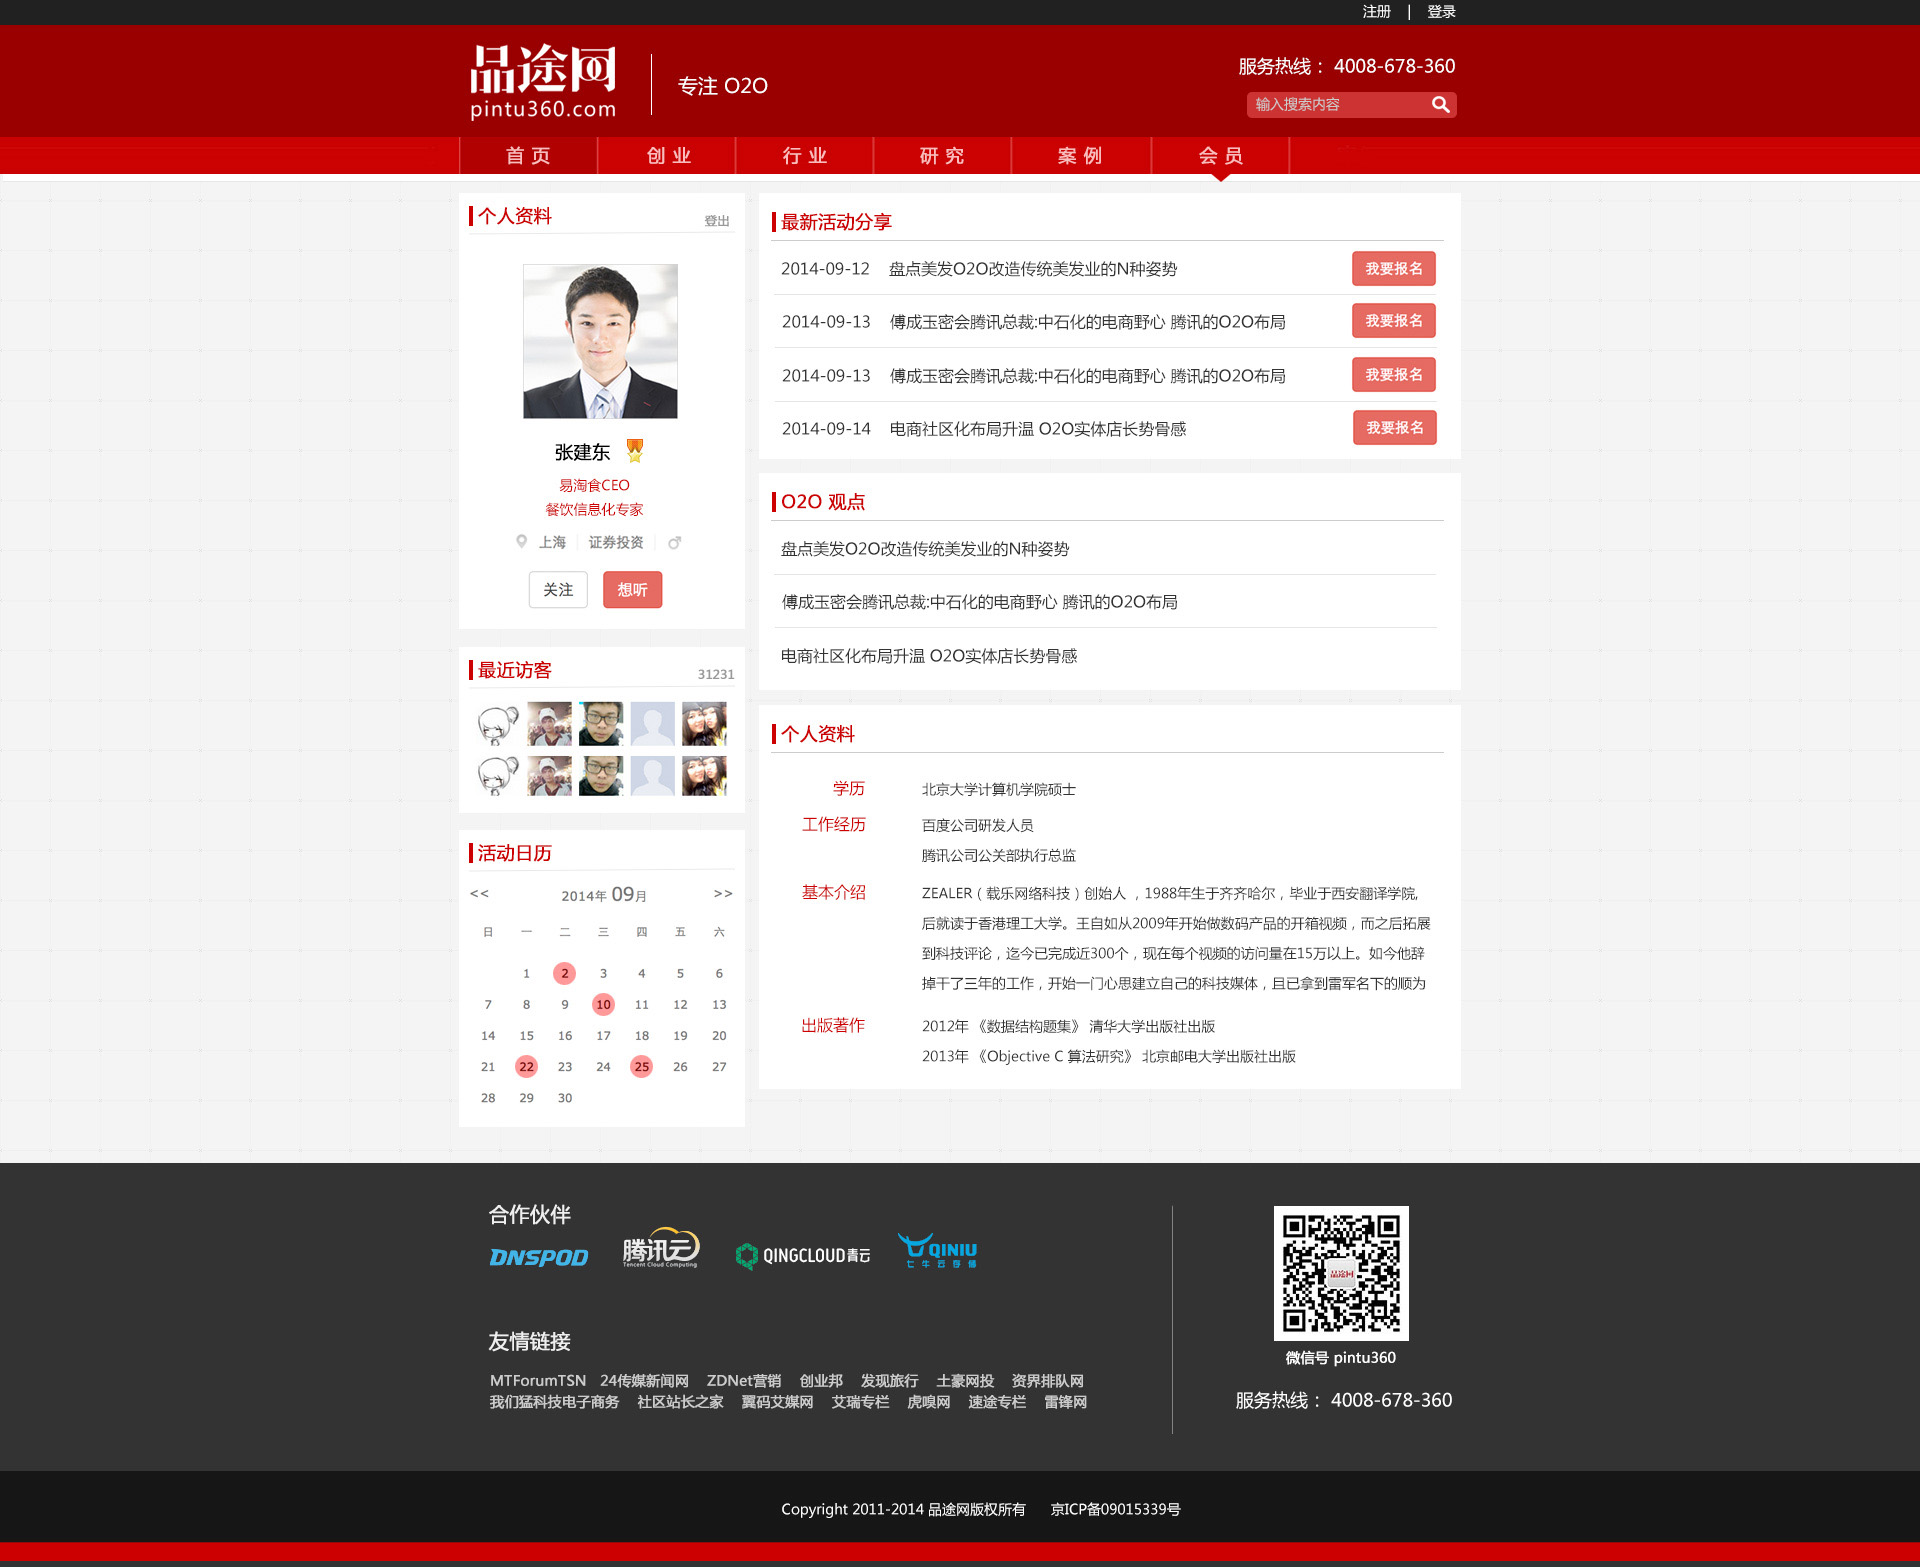 注册 | 登录
品途网
pintu360.com
专注 O2O
服务热线： 4008-678-360
输入搜索内容
首 页 创 业 行 业 研 究 案 例 会 员
个人资料 登出
张建东
易淘食CEO
餐饮信息化专家
上海 证券投资
关注 想听
最近访客 31231
活动日历
<< 2014年 09月 >>
日 一 二 三 四 五 六
1 2 3 4 5 6
7 8 9 10 11 12 13
14 15 16 17 18 19 20
21 22 23 24 25 26 27
28 29 30
最新活动分享
2014-09-12 盘点美发O2O改造传统美发业的N种姿势 我要报名
2014-09-13 傅成玉密会腾讯总裁:中石化的电商野心 腾讯的O2O布局 我要报名
2014-09-13 傅成玉密会腾讯总裁:中石化的电商野心 腾讯的O2O布局 我要报名
2014-09-14 电商社区化布局升温 O2O实体店长势骨感 我要报名
O2O 观点
盘点美发O2O改造传统美发业的N种姿势
傅成玉密会腾讯总裁:中石化的电商野心 腾讯的O2O布局
电商社区化布局升温 O2O实体店长势骨感
个人资料
学历 北京大学计算机学院硕士
工作经历 百度公司研发人员
腾讯公司公关部执行总监
基本介绍 ZEALER（载乐网络科技）创始人 ，1988年生于齐齐哈尔，毕业于西安翻译学院,
后就读于香港理工大学。王自如从2009年开始做数码产品的开箱视频，而之后拓展
到科技评论，迄今已完成近300个，现在每个视频的访问量在15万以上。如今他辞
掉干了三年的工作，开始一门心思建立自己的科技媒体，且已拿到雷军名下的顺为
出版著作 2012年 《数据结构题集》 清华大学出版社出版
2013年 《Objective C 算法研究》 北京邮电大学出版社出版
合作伙伴
DNSPOD 腾讯云 QINGCLOUD青云 QINIU
Tencent Cloud Computing 七牛云存储
友情链接
MTForumTSN 24传媒新闻网 ZDNet营销 创业邦 发现旅行 土豪网投 资界排队网
我们猛科技电子商务 社区站长之家 翼码艾媒网 艾瑞专栏 虎嗅网 速途专栏 雷锋网
品途网
微信号 pintu360
服务热线： 4008-678-360
Copyright 2011-2014 品途网版权所有 京ICP备09015339号